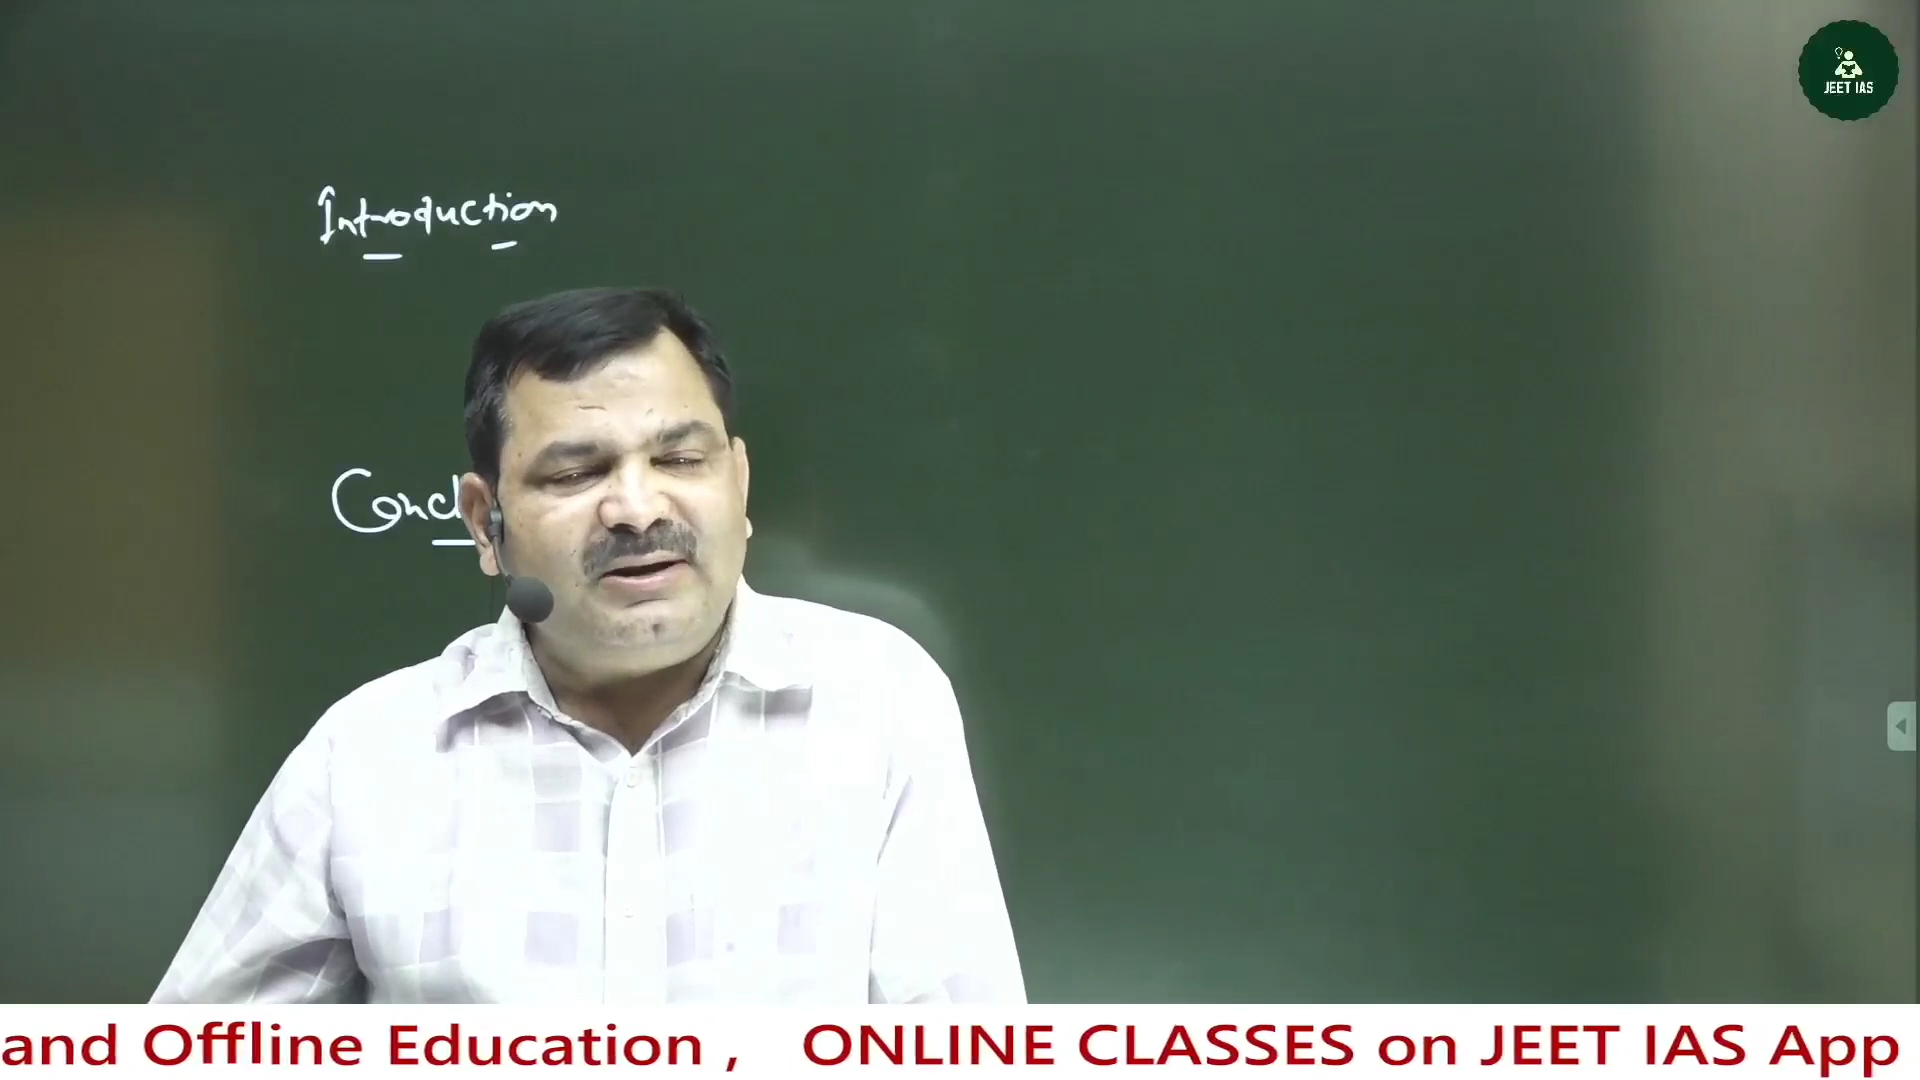 JEET IAS
Introduction
and Offline Education , ONLINE CLASSES on JEET IAS App